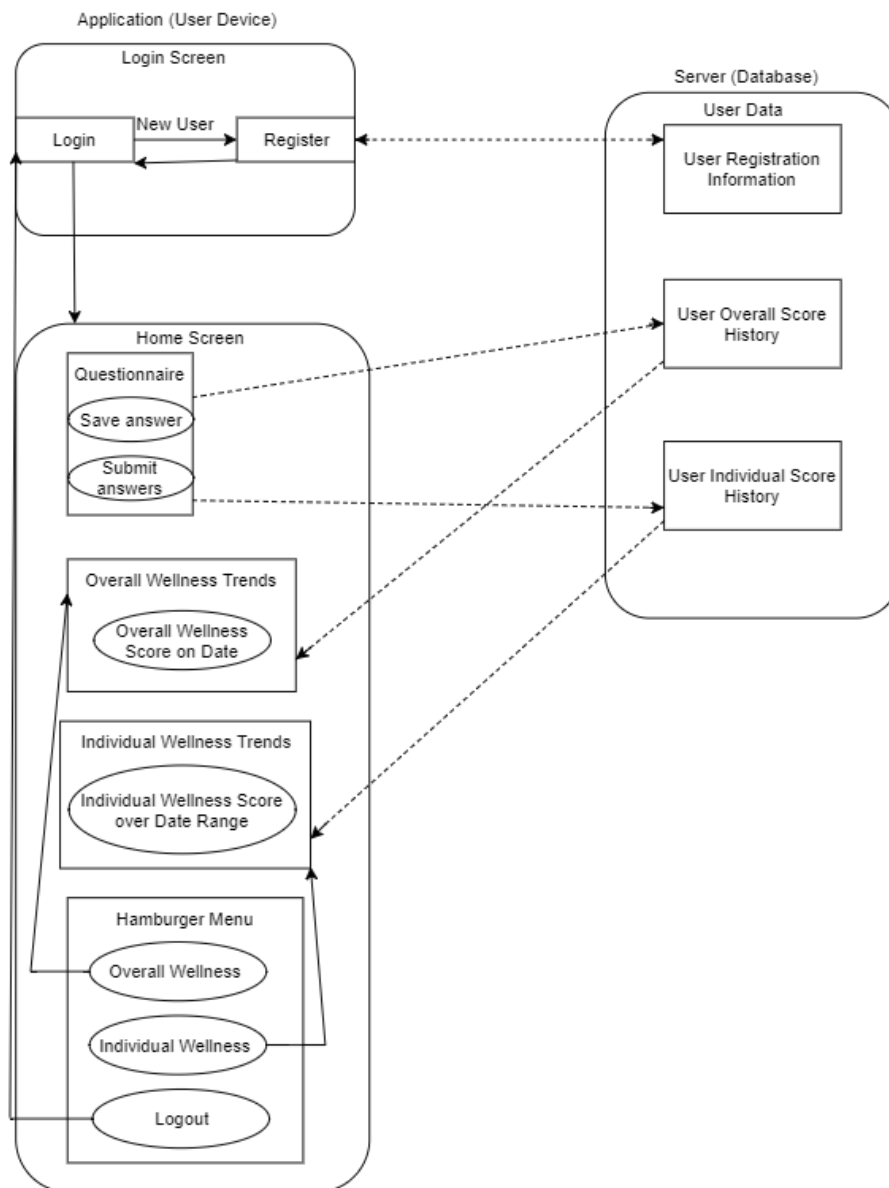 Application (User Device)
Login Screen
Login
New User
Register
Server (Database)
User Data
User Registration
Information
User Overall Score
History
User Individual Score
History
Home Screen
Questionnaire
Save answer
Submit
answers
Overall Wellness Trends
Overall Wellness
Score on Date
Individual Wellness Trends
Individual Wellness Score
over Date Range
Hamburger Menu
Overall Wellness
Individual Wellness
Logout